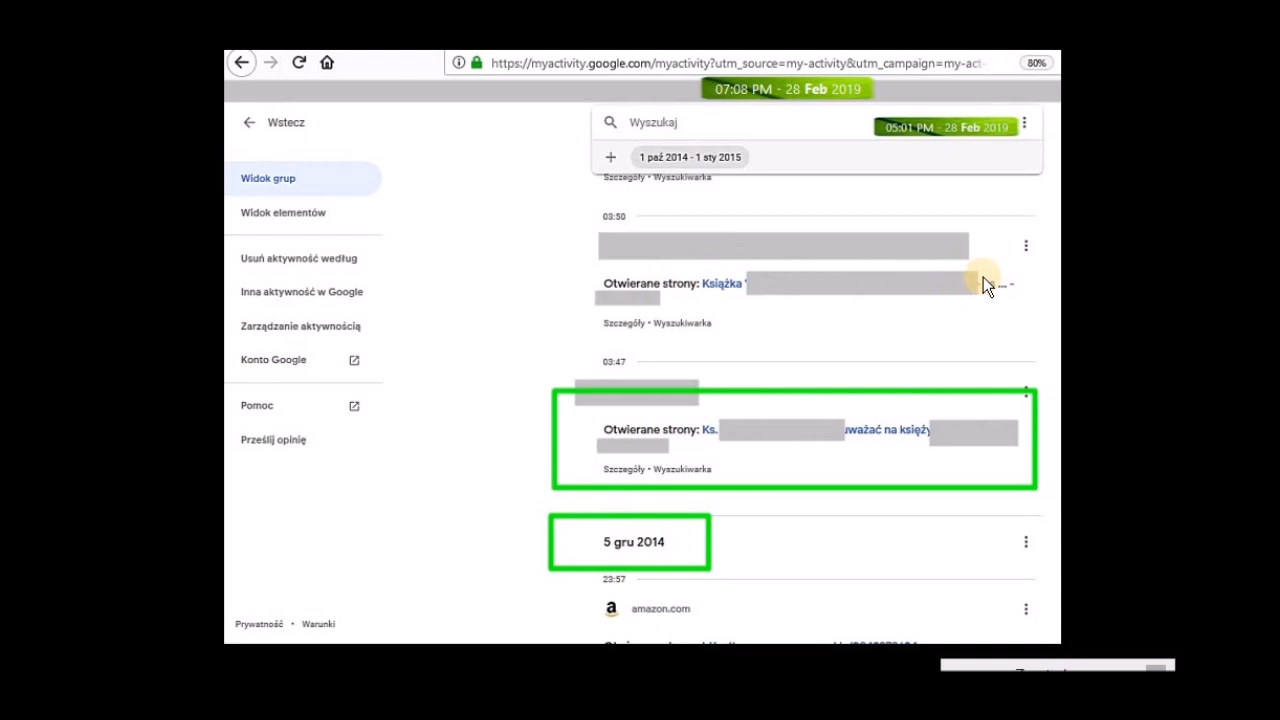 https://myactivity.google.com/myactivity?utm_source=my-activity&utm_campaign=my-act
80%
07:08 PM - 28 Feb 2019
Wstecz
Wyszukaj
05:01 PM - 28 Feb 2019
1 paź 2014 - 1 sty 2015
Szczegóły • Wyszukiwarka
Widok grup
Widok elementów
Usuń aktywność według
Inna aktywność w Google
Zarządzanie aktywnością
Konto Google
Pomoc
Prześlij opinię
03:50
Otwierane strony: Książka
... -
Szczegóły • Wyszukiwarka
03:47
Otwierane strony: Ks. uważać na księży
Szczegóły • Wyszukiwarka
5 gru 2014
23:57
amazon.com
Prywatność • Warunki